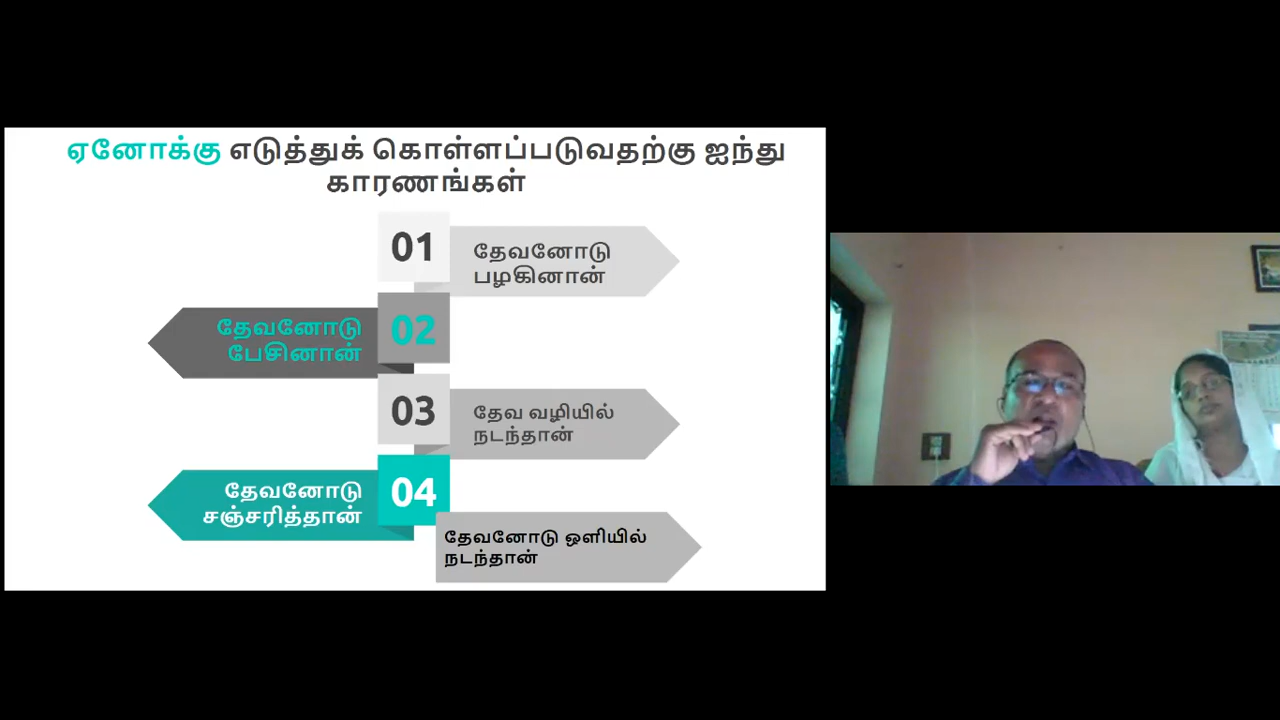 ஏனோக்கு எடுத்துக் கொள்ளப்படுவதற்கு ஐந்து
காரணங்கள்
01
தேவனோடு
பழகினான்
02
தேவனோடு
பேசினான்
03
தேவ வழியில்
நடந்தான்
04
தேவனோடு
சஞ்சரித்தான்
தேவனோடு ஒளியில்
நடந்தான்